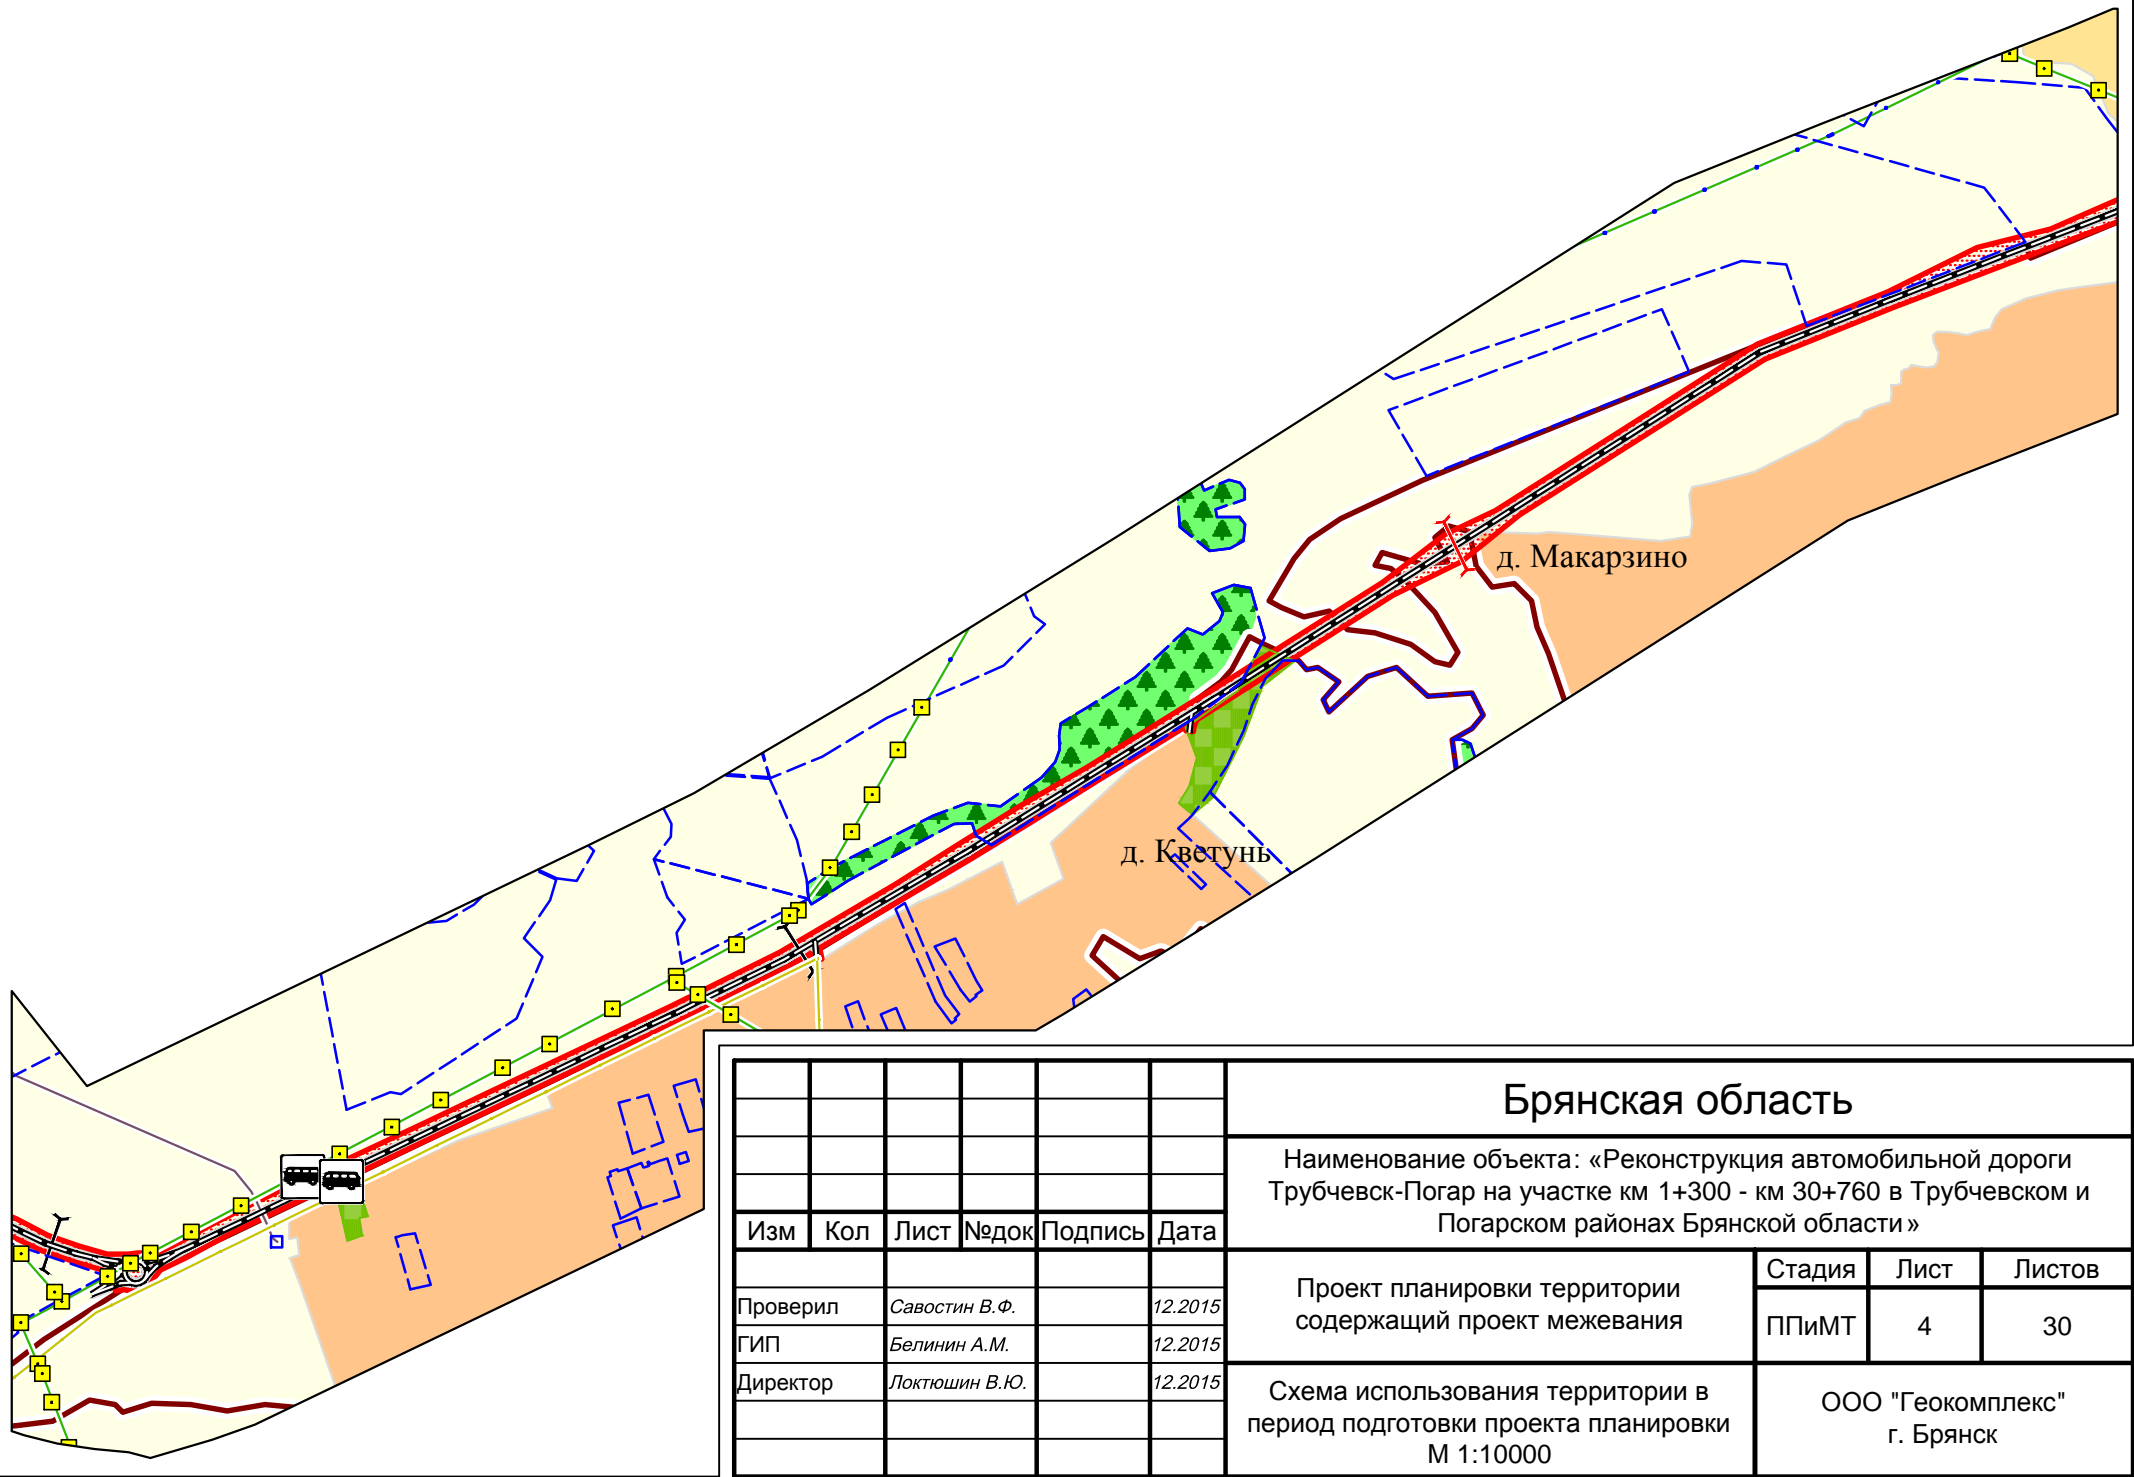 д. Макарзино
д. Кветунь
Брянская область
Наименование объекта: «Реконструкция автомобильной дороги
Трубчевск-Погар на участке км 1+300 - км 30+760 в Трубчевском и
Погарском районах Брянской области»
Изм Кол Лист №док Подпись Дата
Проект планировки территории
содержащий проект межевания
Стадия Лист Листов
ППиМТ 4 30
Проверил Савостин В.Ф. 12.2015
ГИП Белинин А.М. 12.2015
Директор Локтюшин В.Ю. 12.2015
Схема использования территории в
период подготовки проекта планировки
М 1:10000
ООО "Геокомплекс"
г. Брянск